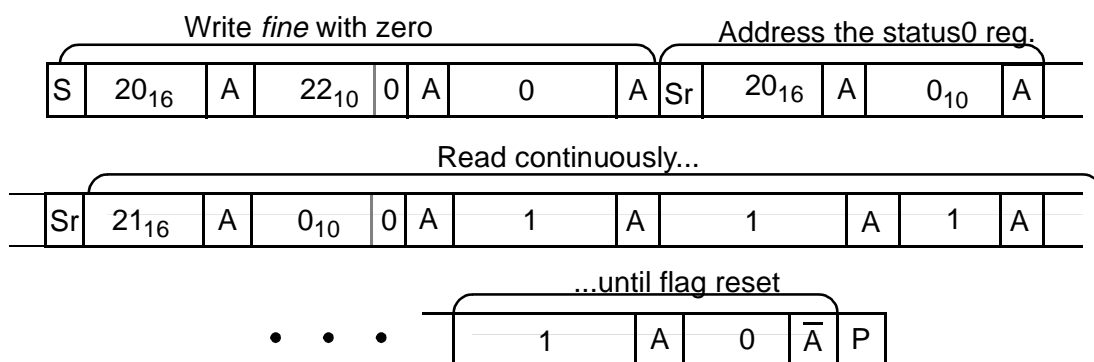 Write fine with zero Address the status0 reg.
S 20₁₆ A 22₁₀ 0 A 0 A Sr 20₁₆ A 0₁₀ A
Read continuously...
Sr 21₁₆ A 0₁₀ 0 A 1 A 1 A 1 A
...until flag reset
• • • 1 A 0 A̅ P